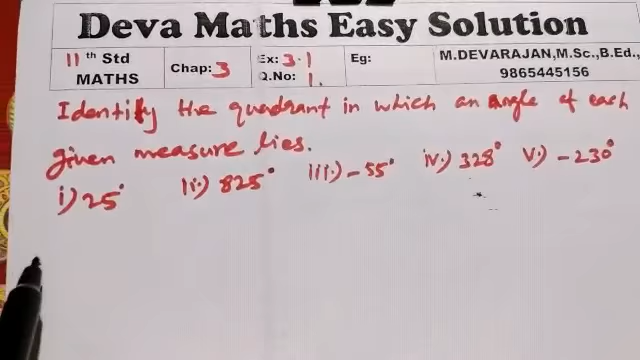 Deva Maths Easy Solution
11th Std MATHS
Chap: 3
Ex: 3.1
Q.No: 1.
Eg:
M.DEVARAJAN,M.Sc.,B.Ed.,
9865445156
Identify the quadrant in which an angle of each
given measure lies.
i) 25° ii.) 825° iii.) -55° iv.) 328° v.) -230°